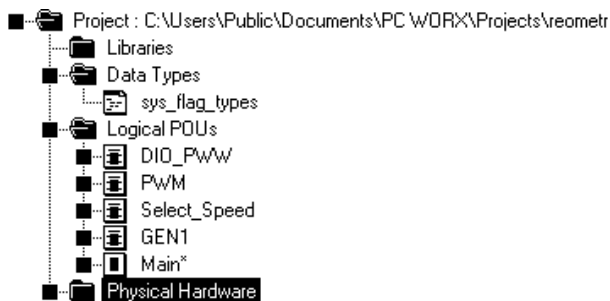 Project : C:\Users\Public\Documents\PC WORX\Projects\reometr
Libraries
Data Types
sys_flag_types
Logical POUs
DIO_PWW
PWM
Select_Speed
GEN1
Main*
Physical Hardware